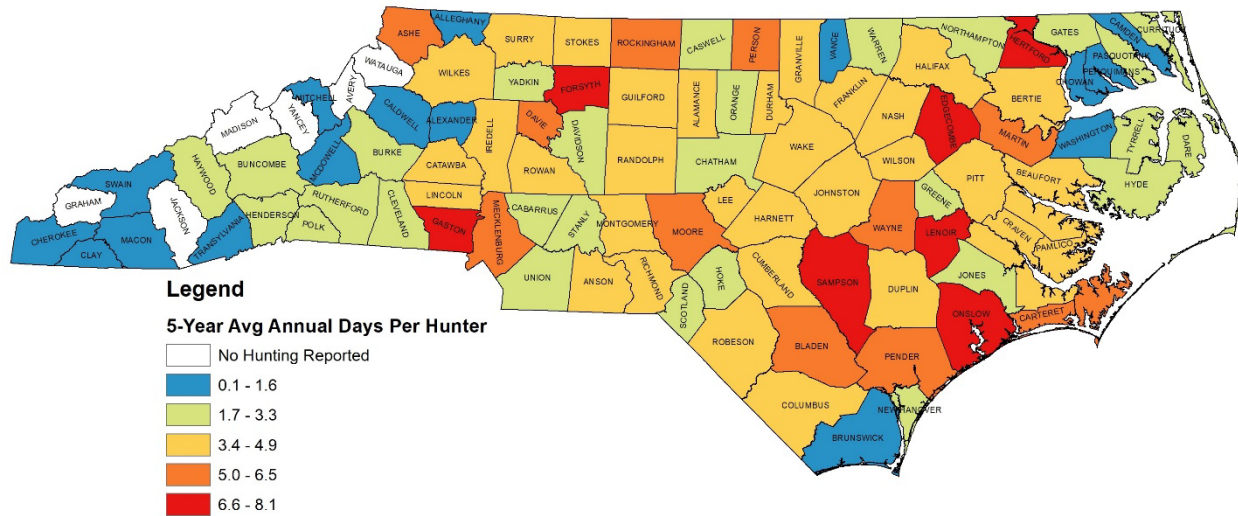 ALLEGHANY
ASHE
SURRY
STOKES
ROCKINGHAM
CASWELL
PERSON
GRANVILLE
VANCE
WARREN
NORTHAMPTON
HERTFORD
GATES
CAMDEN
CURRITUCK
PASQUOTANK
PERQUIMANS
CHOWAN
WATAUGA
WILKES
YADKIN
FORSYTH
GUILFORD
ALAMANCE
ORANGE
DURHAM
FRANKLIN
HALIFAX
BERTIE
MITCHELL
AVERY
YANCEY
MADISON
CALDWELL
ALEXANDER
IREDELL
DAVIE
DAVIDSON
RANDOLPH
CHATHAM
WAKE
NASH
EDGECOMBE
MARTIN
WASHINGTON
TYRRELL
DARE
HAYWOOD
BUNCOMBE
MCDOWELL
BURKE
CATAWBA
ROWAN
WILSON
PITT
BEAUFORT
HYDE
SWAIN
GRAHAM
JACKSON
HENDERSON
RUTHERFORD
POLK
CLEVELAND
LINCOLN
GASTON
MECKLENBURG
CABARRUS
STANLY
MONTGOMERY
MOORE
LEE
HARNETT
JOHNSTON
WAYNE
GREENE
LENOIR
CRAVEN
PAMLICO
CHEROKEE
CLAY
MACON
TRANSYLVANIA
UNION
ANSON
RICHMOND
SCOTLAND
HOKE
CUMBERLAND
SAMPSON
DUPLIN
JONES
ONSLOW
CARTERET
ROBESON
BLADEN
PENDER
COLUMBUS
NEW HANOVER
BRUNSWICK
Legend
5-Year Avg Annual Days Per Hunter
No Hunting Reported
0.1 - 1.6
1.7 - 3.3
3.4 - 4.9
5.0 - 6.5
6.6 - 8.1